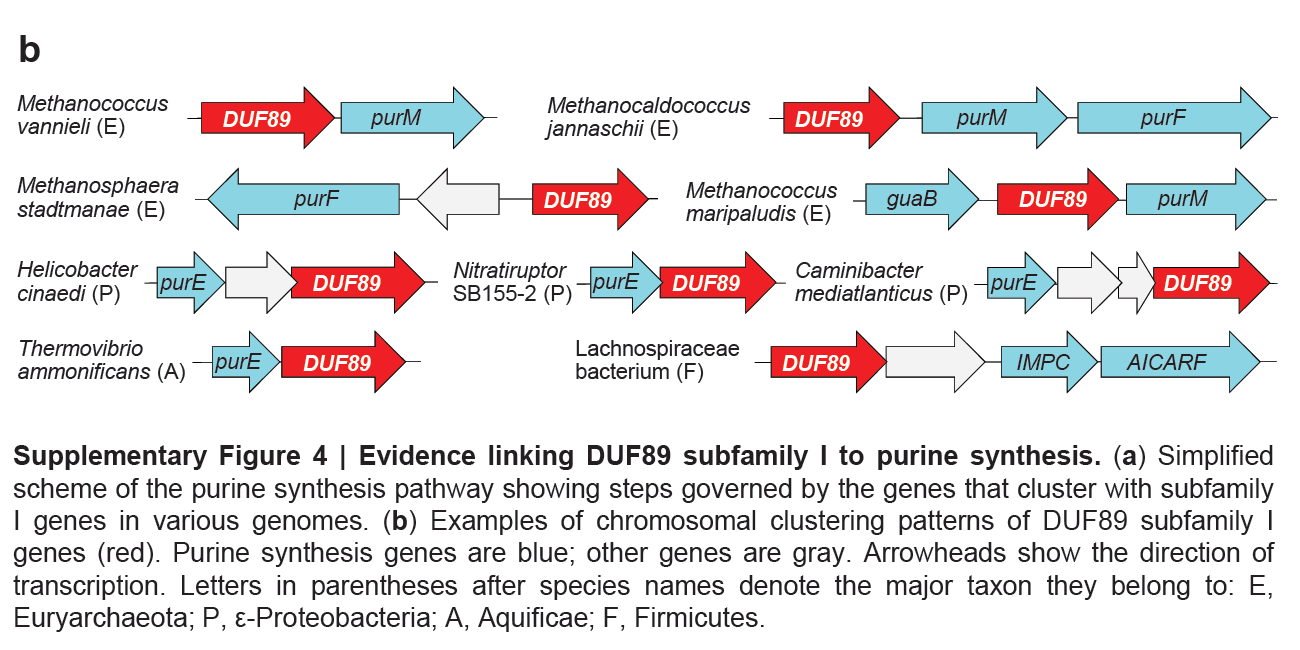 b
Methanococcus
vannieli (E)
DUF89 purM
Methanocaldococcus
jannaschii (E)
DUF89 purM purF
Methanosphaera
stadtmanae (E)
purF DUF89
Methanococcus
maripaludis (E)
guaB DUF89 purM
Helicobacter
cinaedi (P)
purE DUF89
Nitratiruptor
SB155-2 (P)
purE DUF89
Caminibacter
mediatlanticus (P)
purE DUF89
Thermovibrio
ammonificans (A)
purE DUF89
Lachnospiraceae
bacterium (F)
DUF89 IMPC AICARF
Supplementary Figure 4 | Evidence linking DUF89 subfamily I to purine synthesis. (a) Simplified
scheme of the purine synthesis pathway showing steps governed by the genes that cluster with subfamily
I genes in various genomes. (b) Examples of chromosomal clustering patterns of DUF89 subfamily I
genes (red). Purine synthesis genes are blue; other genes are gray. Arrowheads show the direction of
transcription. Letters in parentheses after species names denote the major taxon they belong to: E,
Euryarchaeota; P, ε-Proteobacteria; A, Aquificae; F, Firmicutes.